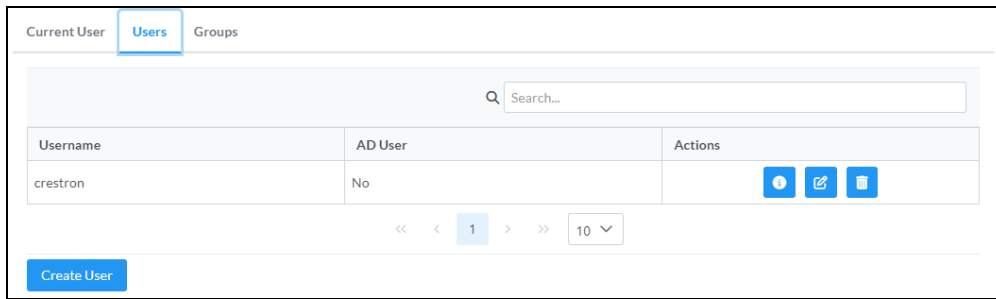 Current User Users Groups
Search...
Username AD User Actions
crestron No
<< < 1 > >> 10
Create User